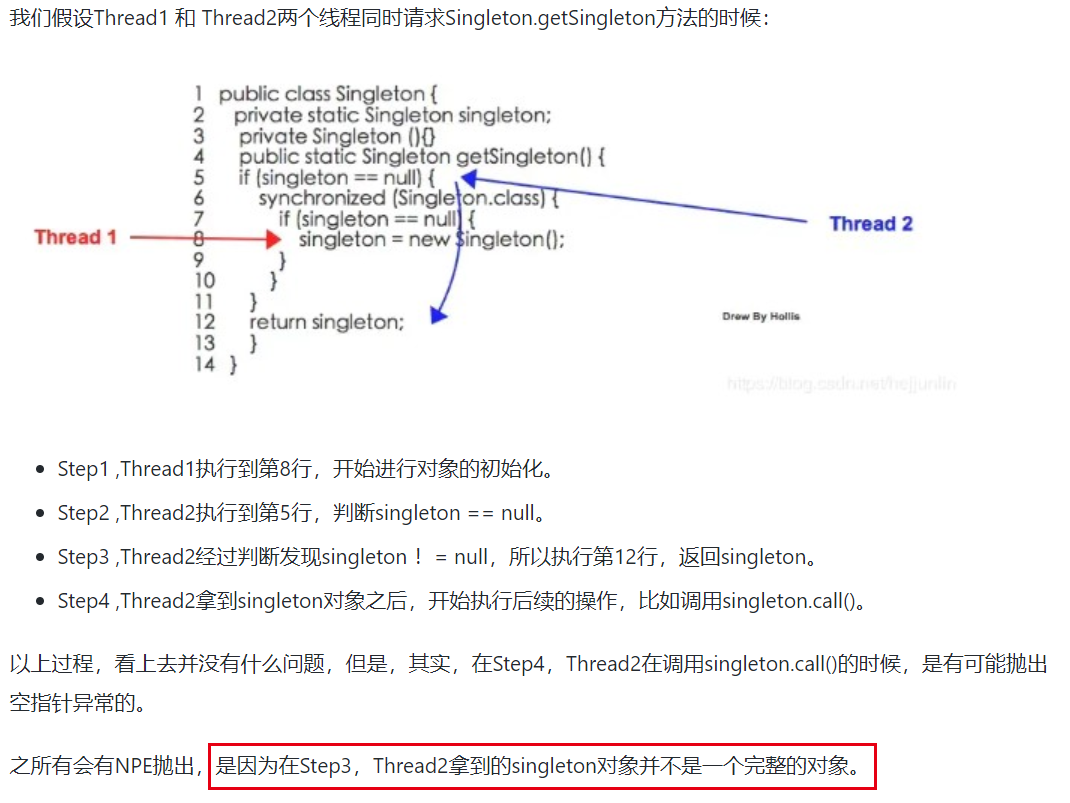 我们假设Thread1 和 Thread2两个线程同时请求Singleton.getSingleton方法的时候：
1 public class Singleton {
2 private static Singleton singleton;
3 private Singleton (){}
4 public static Singleton getSingleton() {
5 if (singleton == null) {
6 synchronized (Singleton.class) {
7 if (singleton == null) {
8 singleton = new Singleton();
9 }
10 }
11 }
12 return singleton;
13 }
14 }
Thread 1
Thread 2
Drew By Hollis
https://blog.csdn.net/hejjunlin
Step1 ,Thread1执行到第8行，开始进行对象的初始化。
Step2 ,Thread2执行到第5行，判断singleton == null。
Step3 ,Thread2经过判断发现singleton ！= null，所以执行第12行，返回singleton。
Step4 ,Thread2拿到singleton对象之后，开始执行后续的操作，比如调用singleton.call()。
以上过程，看上去并没有什么问题，但是，其实，在Step4，Thread2在调用singleton.call()的时候，是有可能抛出
空指针异常的。
之所有会有NPE抛出，是因为在Step3，Thread2拿到的singleton对象并不是一个完整的对象。